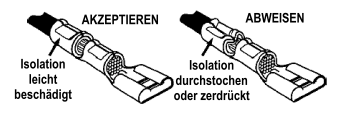 AKZEPTIEREN
ABWEISEN
Isolation
leicht
beschädigt
Isolation
durchstochen
oder zerdrückt